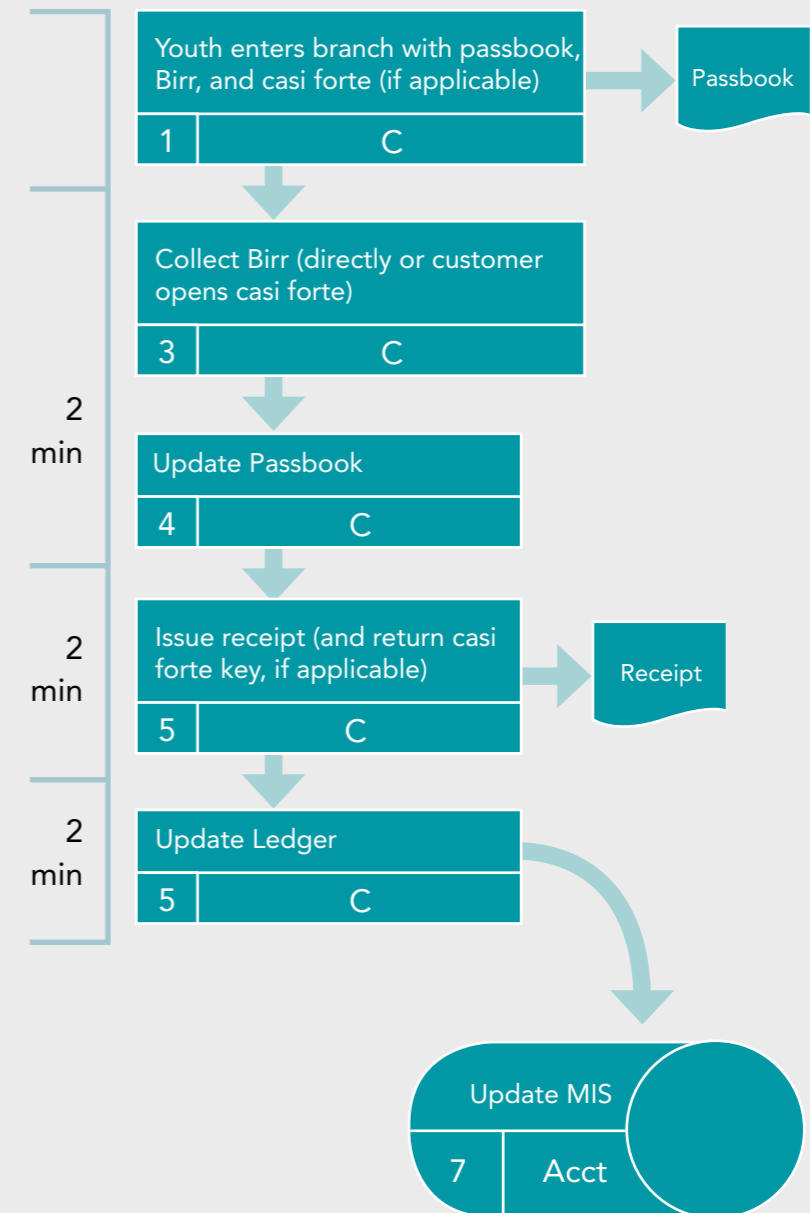 Youth enters branch with passbook,
Birr, and casi forte (if applicable)
1 C
Passbook
Collect Birr (directly or customer
opens casi forte)
3 C
2
min
Update Passbook
4 C
2
min
Issue receipt (and return casi
forte key, if applicable)
5 C
Receipt
2
min
Update Ledger
5 C
Update MIS
7 Acct